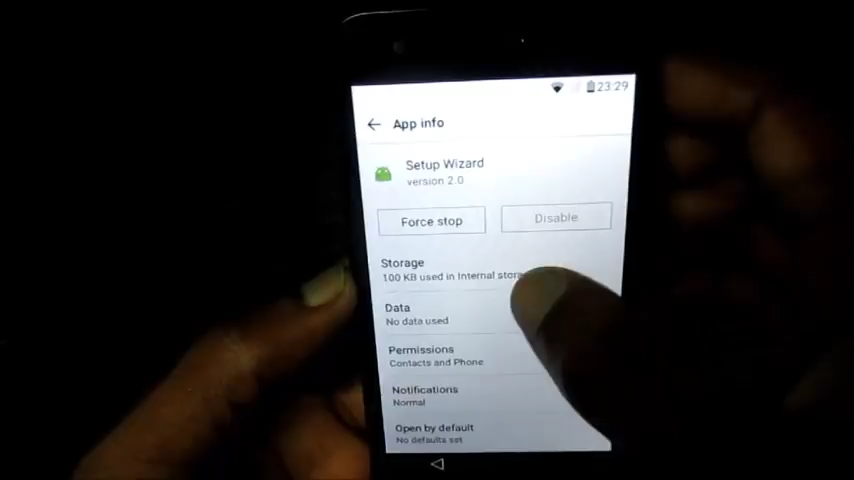 23:29
App info
Setup Wizard
version 2.0
Force stop
Disable
Storage
100 KB used in Internal
Data
No data used
Permissions
Contacts and Phone
Notifications
Normal
Open by default
No defaults set